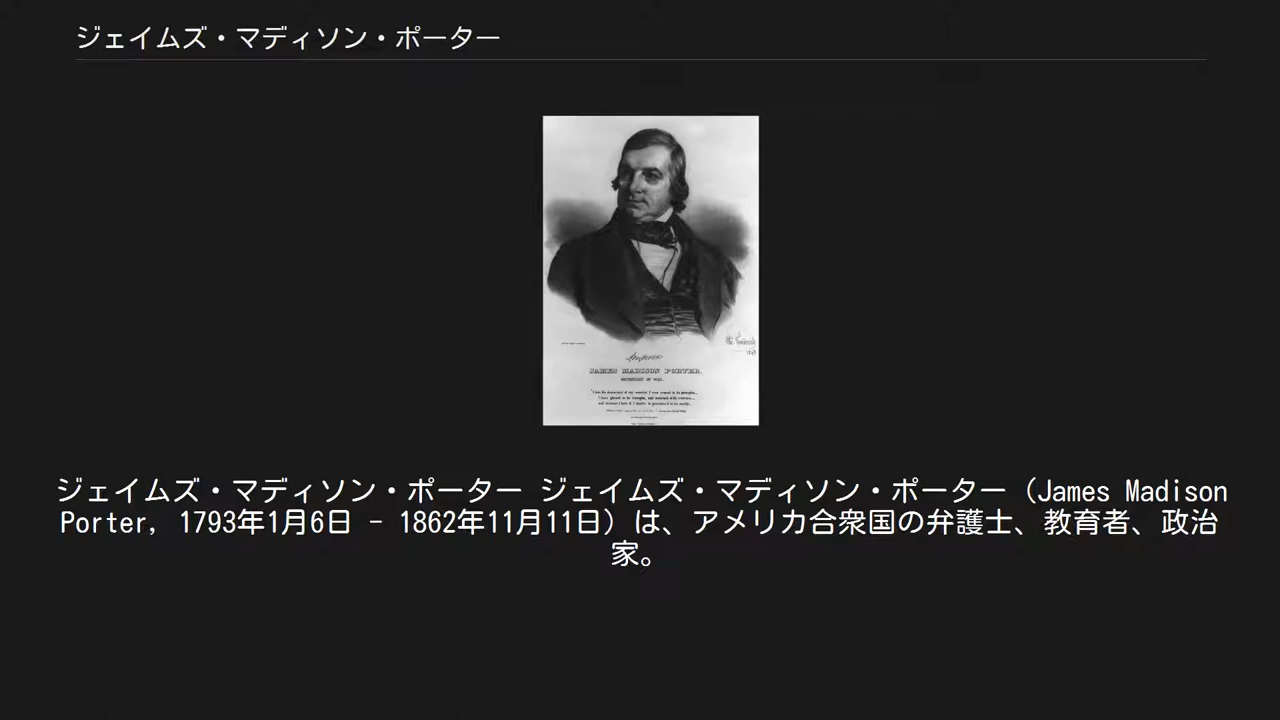 ジェイムズ・マディソン・ポーター
JAMES MADISON PORTER.
SECRETARY OF WAR.
ジェイムズ・マディソン・ポーター ジェイムズ・マディソン・ポーター（James Madison
Porter, 1793年1月6日 - 1862年11月11日）は、アメリカ合衆国の弁護士、教育者、政治
家。